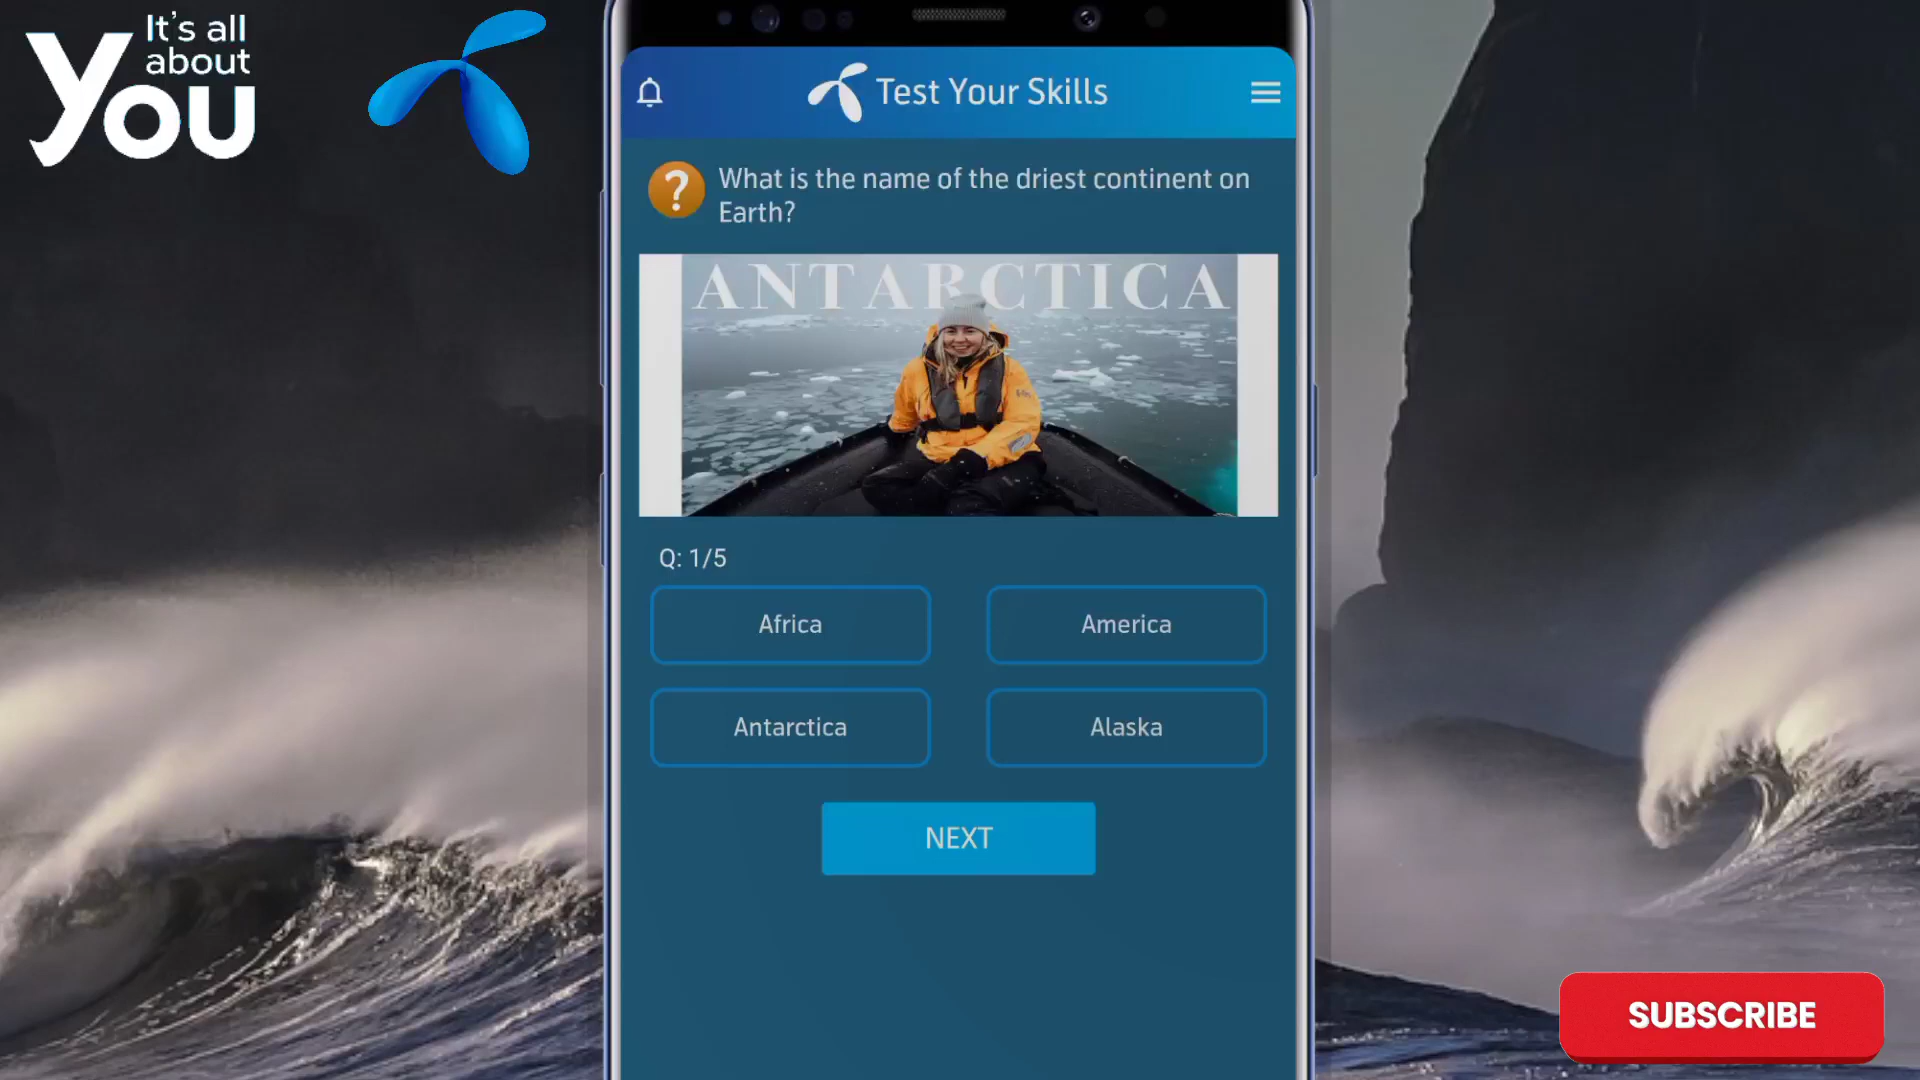 It's all
about
You
Test Your Skills
?
What is the name of the driest continent on
Earth?
ANTARCTICA
Q: 1/5
Africa
America
Antarctica
Alaska
NEXT
SUBSCRIBE